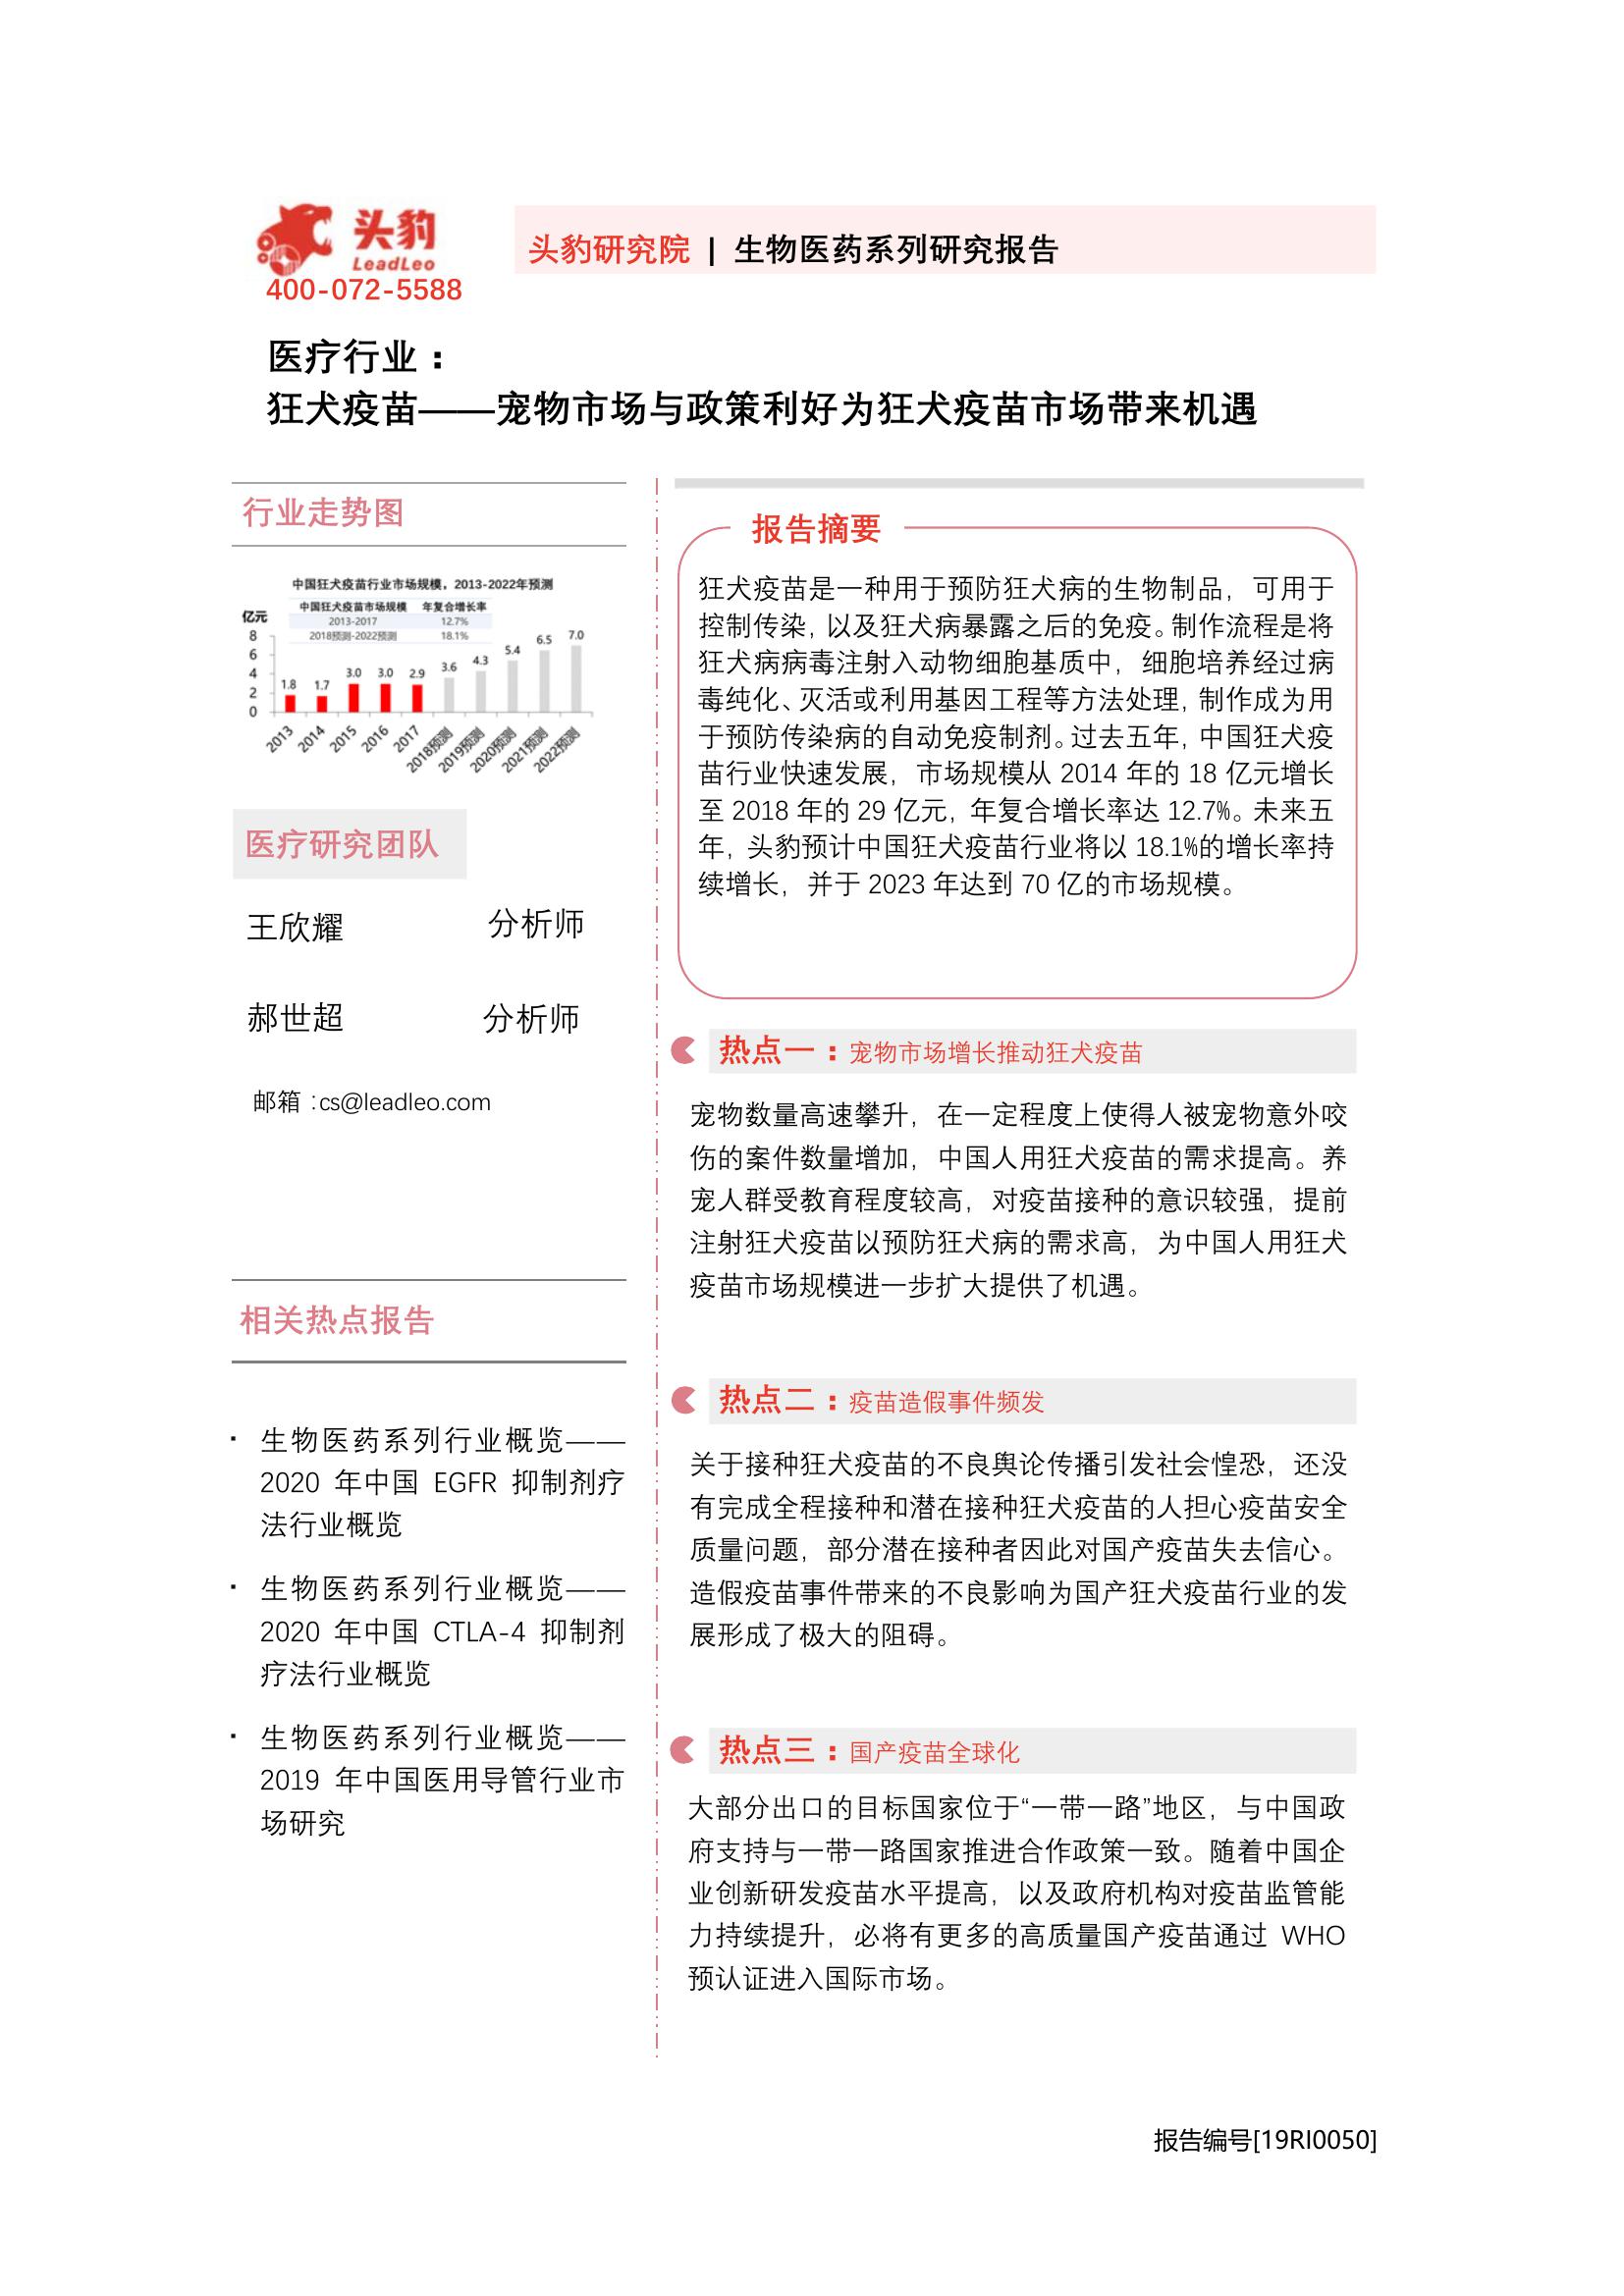 头豹
LeadLeo
400-072-5588
头豹研究院 | 生物医药系列研究报告
医疗行业：
狂犬疫苗——宠物市场与政策利好为狂犬疫苗市场带来机遇
行业走势图
中国狂犬疫苗行业市场规模，2013-2022年预测
中国狂犬疫苗市场规模 年复合增长率
2013-2017 12.7%
2018预测-2022预测 18.1%
亿元
8
6
4
2
0
1.8 1.7 3.0 3.0 2.9 3.6 4.3 5.4 6.5 7.0
2013 2014 2015 2016 2017 2018预测 2019预测 2020预测 2021预测 2022预测
医疗研究团队
王欣耀 分析师
郝世超 分析师
邮箱：cs@leadleo.com
相关热点报告
· 生物医药系列行业概览——
2020 年中国 EGFR 抑制剂疗
法行业概览
· 生物医药系列行业概览——
2020 年中国 CTLA-4 抑制剂
疗法行业概览
· 生物医药系列行业概览——
2019 年中国医用导管行业市
场研究
报告摘要
狂犬疫苗是一种用于预防狂犬病的生物制品，可用于
控制传染，以及狂犬病暴露之后的免疫。制作流程是将
狂犬病病毒注射入动物细胞基质中，细胞培养经过病
毒纯化、灭活或利用基因工程等方法处理，制作成为用
于预防传染病的自动免疫制剂。过去五年，中国狂犬疫
苗行业快速发展，市场规模从 2014 年的 18 亿元增长
至 2018 年的 29 亿元，年复合增长率达 12.7%。未来五
年，头豹预计中国狂犬疫苗行业将以 18.1%的增长率持
续增长，并于 2023 年达到 70 亿的市场规模。
热点一：宠物市场增长推动狂犬疫苗
宠物数量高速攀升，在一定程度上使得人被宠物意外咬
伤的案件数量增加，中国人用狂犬疫苗的需求提高。养
宠人群受教育程度较高，对疫苗接种的意识较强，提前
注射狂犬疫苗以预防狂犬病的需求高，为中国人用狂犬
疫苗市场规模进一步扩大提供了机遇。
热点二：疫苗造假事件频发
关于接种狂犬疫苗的不良舆论传播引发社会惶恐，还没
有完成全程接种和潜在接种狂犬疫苗的人担心疫苗安全
质量问题，部分潜在接种者因此对国产疫苗失去信心。
造假疫苗事件带来的不良影响为国产狂犬疫苗行业的发
展形成了极大的阻碍。
热点三：国产疫苗全球化
大部分出口的目标国家位于“一带一路”地区，与中国政
府支持与一带一路国家推进合作政策一致。随着中国企
业创新研发疫苗水平提高，以及政府机构对疫苗监管能
力持续提升，必将有更多的高质量国产疫苗通过 WHO
预认证进入国际市场。
报告编号[19RI0050]